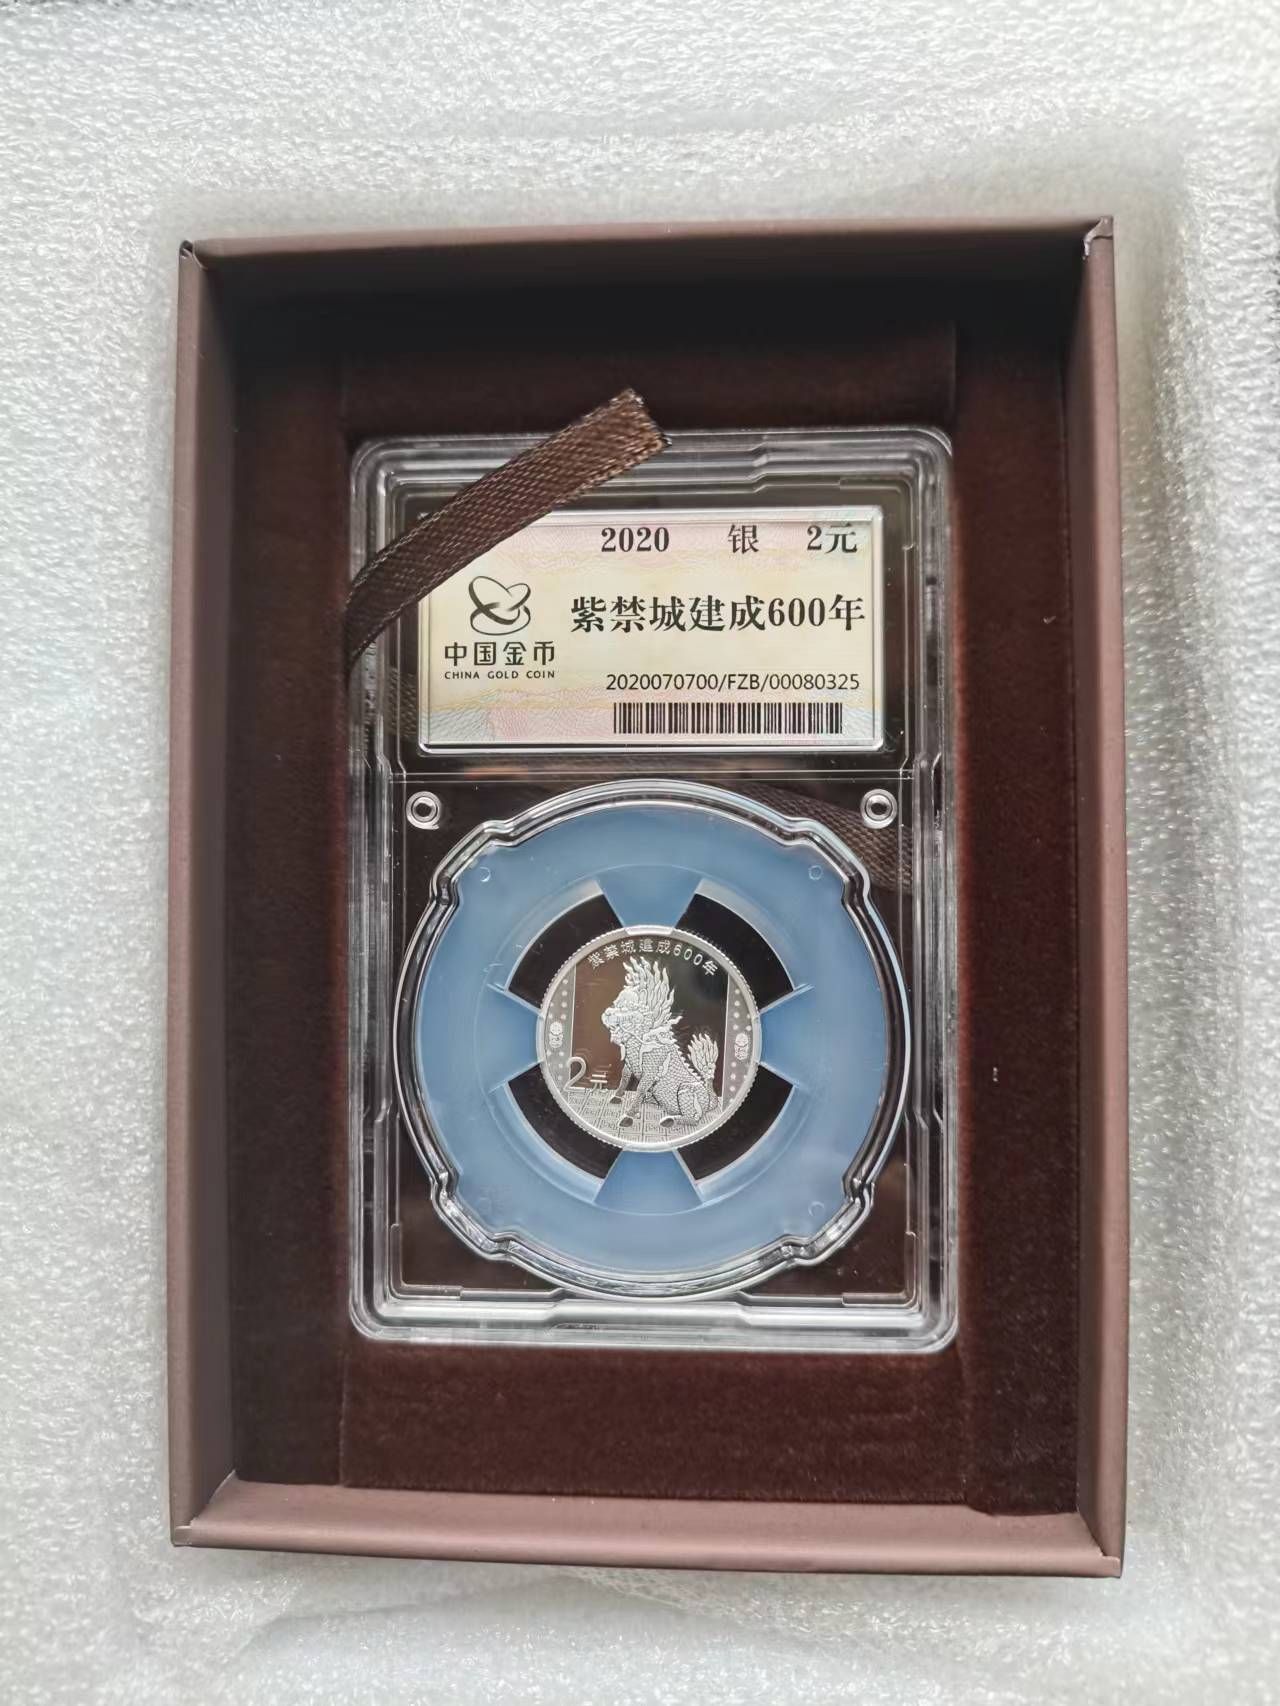 2020 银 2元
紫禁城建成600年
中国金币
CHINA GOLD COIN
2020070700/FZB/00080325
紫禁城建成600年
2元